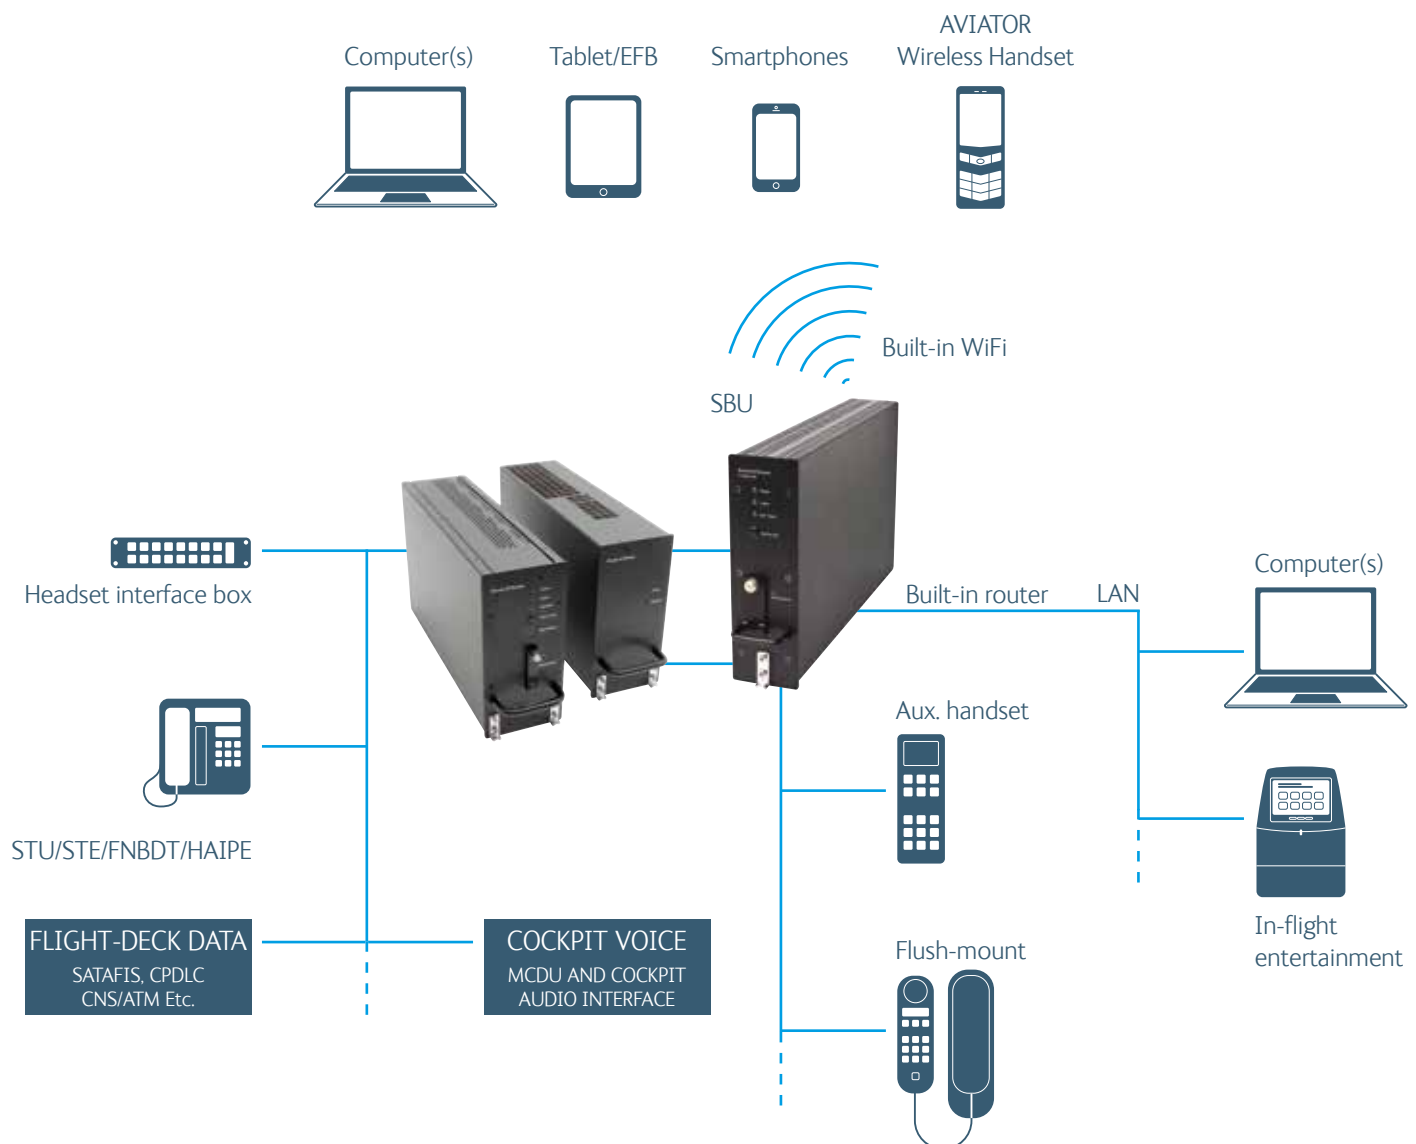 Computer(s)
Tablet/EFB
Smartphones
AVIATOR
Wireless Handset
Built-in WiFi
SBU
Headset interface box
Built-in router
LAN
Computer(s)
STU/STE/FNBDT/HAIPE
Aux. handset
FLIGHT-DECK DATA
SATAFIS, CPDLC
CNS/ATM Etc.
COCKPIT VOICE
MCDU AND COCKPIT
AUDIO INTERFACE
Flush-mount
In-flight
entertainment